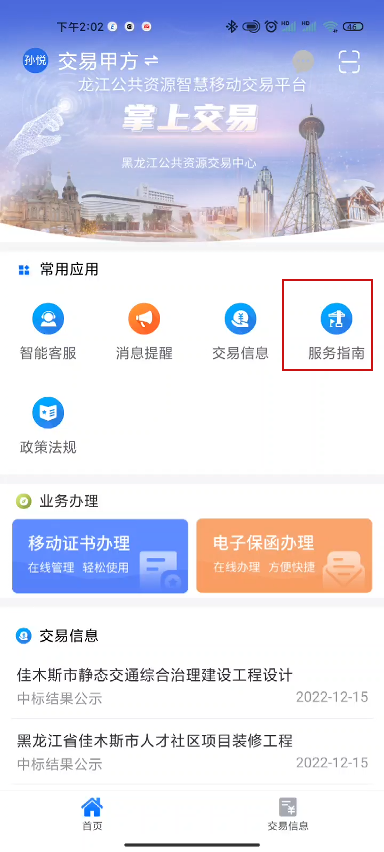 下午2:02
46
孙悦 交易甲方
龙江公共资源智慧移动交易平台
掌上交易
黑龙江公共资源交易中心
常用应用
智能客服 消息提醒 交易信息 服务指南
政策法规
业务办理
移动证书办理 电子保函办理
在线管理 轻松使用 在线办理 方便快捷
交易信息
佳木斯市静态交通综合治理建设工程设计
中标结果公示 2022-12-15
黑龙江省佳木斯市人才社区项目装修工程
中标结果公示 2022-12-15
首页 交易信息